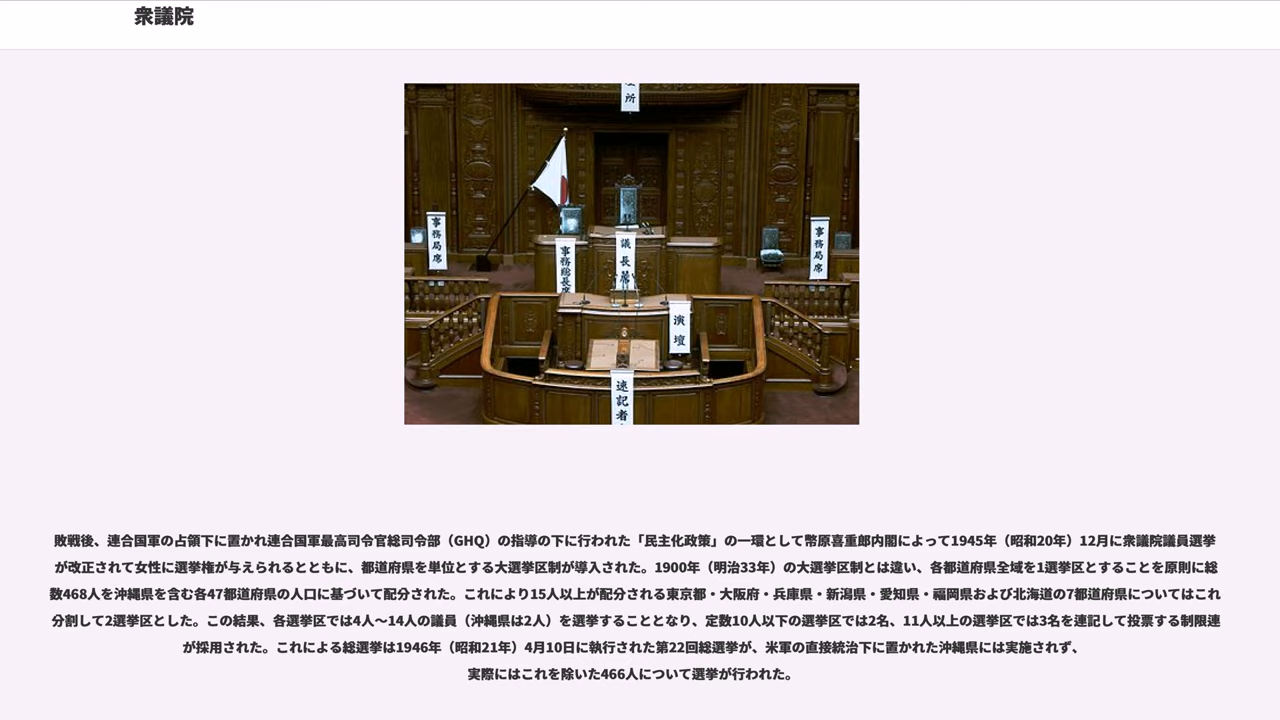 衆議院
所
事務局席
事務総長席
議長席
事務局席
演壇
速記者
敗戦後、連合国軍の占領下に置かれ連合国軍最高司令官総司令部（GHQ）の指導の下に行われた「民主化政策」の一環として幣原喜重郎内閣によって1945年（昭和20年）12月に衆議院議員選挙
が改正されて女性に選挙権が与えられるとともに、都道府県を単位とする大選挙区制が導入された。1900年（明治33年）の大選挙区制とは違い、各都道府県全域を1選挙区とすることを原則に総
数468人を沖縄県を含む各47都道府県の人口に基づいて配分された。これにより15人以上が配分される東京都・大阪府・兵庫県・新潟県・愛知県・福岡県および北海道の7都道府県についてはこれ
分割して2選挙区とした。この結果、各選挙区では4人〜14人の議員（沖縄県は2人）を選挙することとなり、定数10人以下の選挙区では2名、11人以上の選挙区では3名を連記して投票する制限連
が採用された。これによる総選挙は1946年（昭和21年）4月10日に執行された第22回総選挙が、米軍の直接統治下に置かれた沖縄県には実施されず、
実際にはこれを除いた466人について選挙が行われた。